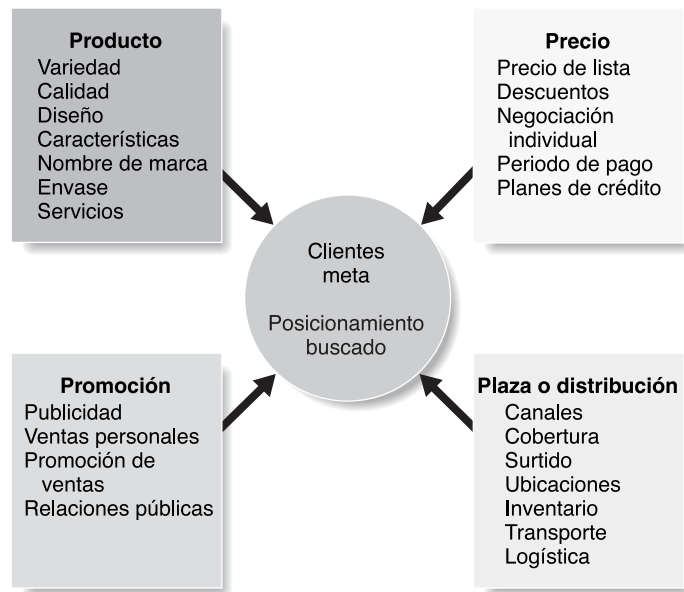 Producto
Variedad
Calidad
Diseño
Características
Nombre de marca
Envase
Servicios
Precio
Precio de lista
Descuentos
Negociación
individual
Periodo de pago
Planes de crédito
Clientes
meta
Posicionamiento
buscado
Promoción
Publicidad
Ventas personales
Promoción de
ventas
Relaciones públicas
Plaza o distribución
Canales
Cobertura
Surtido
Ubicaciones
Inventario
Transporte
Logística